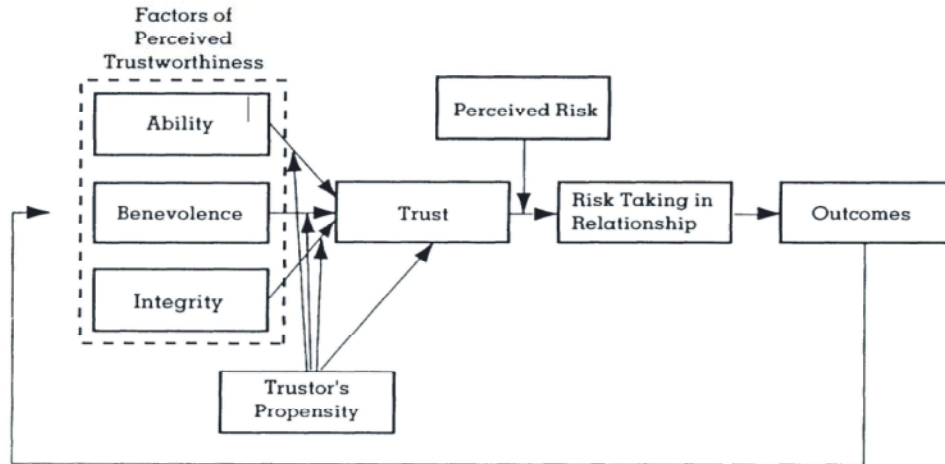 Factors of
Perceived
Trustworthiness
Ability
Perceived Risk
Benevolence
Trust
Risk Taking in
Relationship
Outcomes
Integrity
Trustor's
Propensity